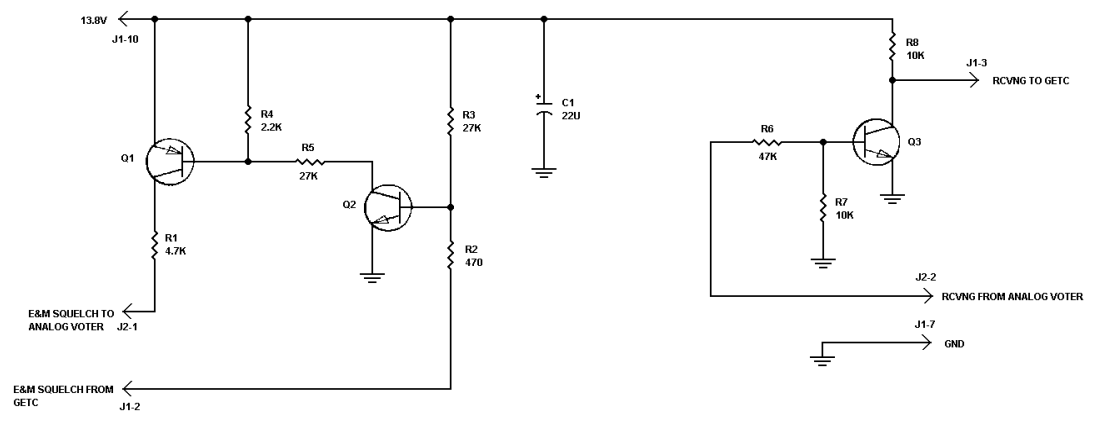 13.8V
J1-10
R8
10K
J1-3
RCVNG TO GETC
C1
22U
R4
2.2K
R3
27K
Q1
R5
27K
R6
47K
Q3
Q2
R7
10K
R1
4.7K
R2
470
J2-2
RCVNG FROM ANALOG VOTER
E&M SQUELCH TO
ANALOG VOTER
J2-1
J1-7
GND
E&M SQUELCH FROM
GETC
J1-2
+